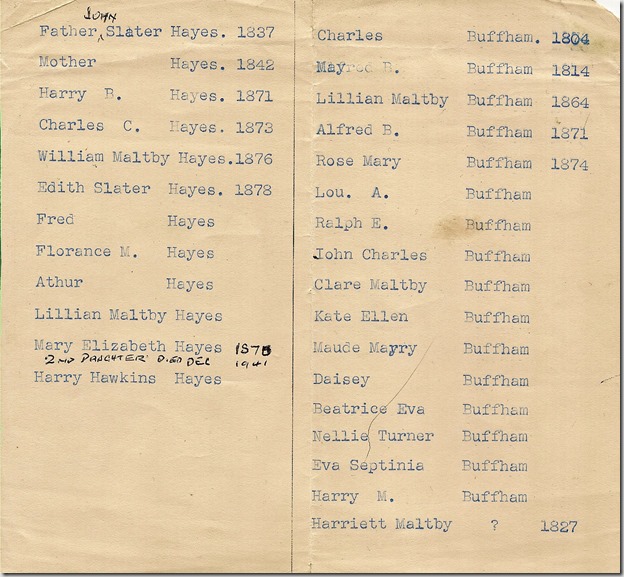 JOHN
Father, Slater Hayes. 1837
Mother Hayes. 1842
Harry B. Hayes. 1871
Charles C. Hayes. 1873
William Maltby Hayes. 1876
Edith Slater Hayes. 1878
Fred Hayes
Florance M. Hayes
Athur Hayes
Lillian Maltby Hayes
Mary Elizabeth Hayes
2ND DAUGHTER DIED DEC 1941
Harry Hawkins Hayes
Charles Buffham. 1804
Buffham 1814
Lillian Maltby Buffham 1864
Alfred B. Buffham 1871
Rose Mary Buffham 1874
Lou. A. Buffham
Ralph E. Buffham
John Charles Buffham
Clare Maltby Buffham
Kate Ellen Buffham
Maude Buffham
Daisey Buffham
Beatrice Eva Buffham
Nellie Turner Buffham
Eva Septinia Buffham
Harry M. Buffham
Harriett Maltby ? 1827